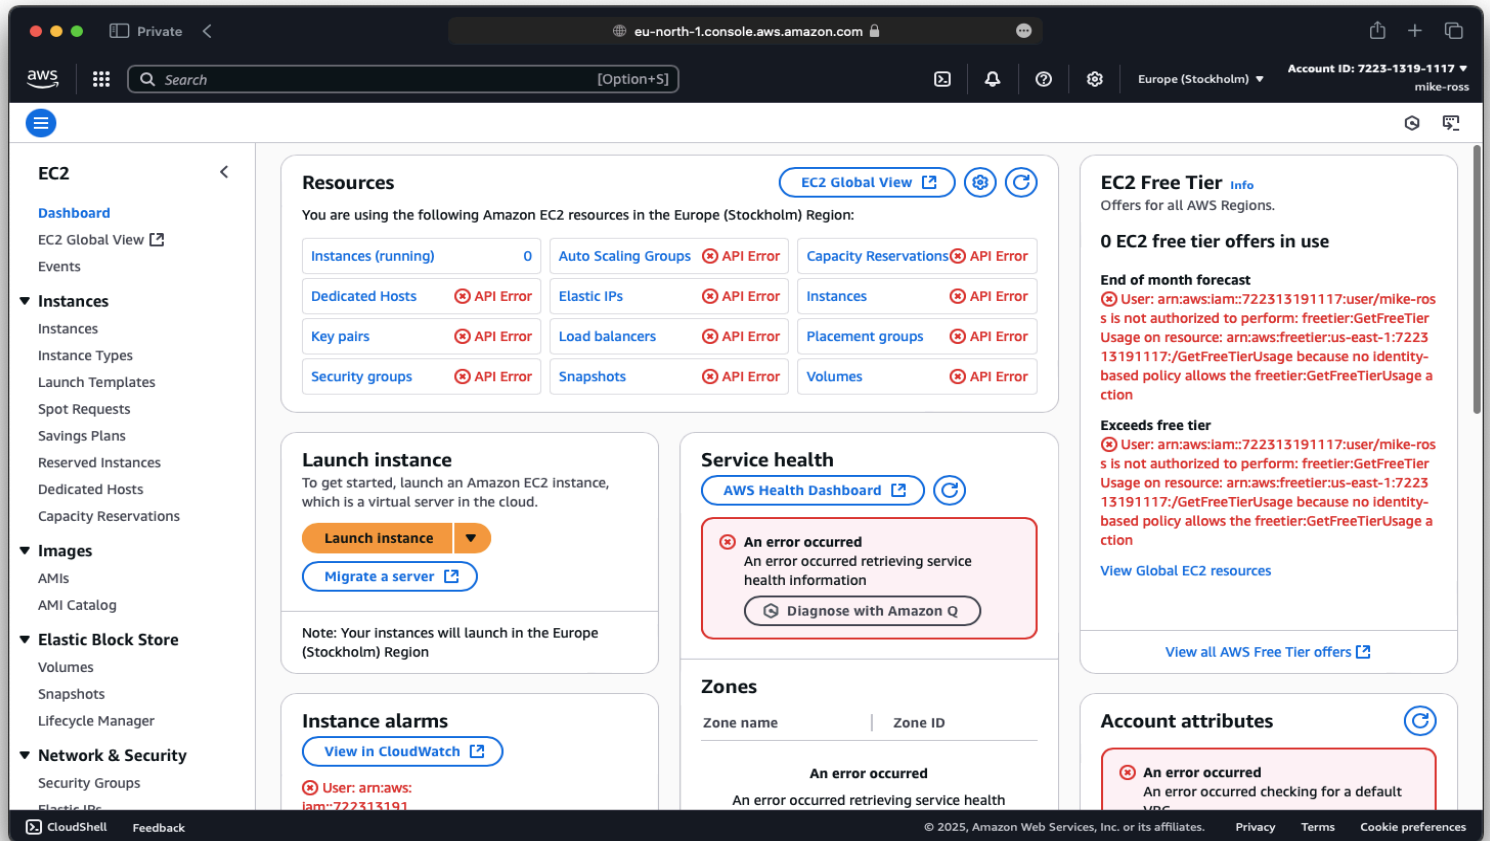 Private
eu-north-1.console.aws.amazon.com
aws
Search
[Option+S]
Europe (Stockholm)
Account ID: 7223-1319-1117
mike-ross
EC2
Dashboard
EC2 Global View
Events
Instances
Instances
Instance Types
Launch Templates
Spot Requests
Savings Plans
Reserved Instances
Dedicated Hosts
Capacity Reservations
Images
AMIs
AMI Catalog
Elastic Block Store
Volumes
Snapshots
Lifecycle Manager
Network & Security
Security Groups
Elastic IPs
Resources
EC2 Global View
You are using the following Amazon EC2 resources in the Europe (Stockholm) Region:
Instances (running) 0
Auto Scaling Groups API Error
Capacity Reservations API Error
Dedicated Hosts API Error
Elastic IPs API Error
Instances API Error
Key pairs API Error
Load balancers API Error
Placement groups API Error
Security groups API Error
Snapshots API Error
Volumes API Error
Launch instance
To get started, launch an Amazon EC2 instance,
which is a virtual server in the cloud.
Launch instance
Migrate a server
Note: Your instances will launch in the Europe
(Stockholm) Region
Instance alarms
View in CloudWatch
User: arn:aws:
iam::722313191
Service health
AWS Health Dashboard
An error occurred
An error occurred retrieving service
health information
Diagnose with Amazon Q
Zones
Zone name
Zone ID
An error occurred
An error occurred retrieving service health
EC2 Free Tier Info
Offers for all AWS Regions.
0 EC2 free tier offers in use
End of month forecast
User: arn:aws:iam::722313191117:user/mike-ros
s is not authorized to perform: freetier:GetFreeTier
Usage on resource: arn:aws:freetier:us-east-1:7223
13191117:/GetFreeTierUsage because no identity-
based policy allows the freetier:GetFreeTierUsage a
ction
Exceeds free tier
User: arn:aws:iam::722313191117:user/mike-ros
s is not authorized to perform: freetier:GetFreeTier
Usage on resource: arn:aws:freetier:us-east-1:7223
13191117:/GetFreeTierUsage because no identity-
based policy allows the freetier:GetFreeTierUsage a
ction
View Global EC2 resources
View all AWS Free Tier offers
Account attributes
An error occurred
An error occurred checking for a default
VPC
CloudShell
Feedback
© 2025, Amazon Web Services, Inc. or its affiliates.
Privacy
Terms
Cookie preferences